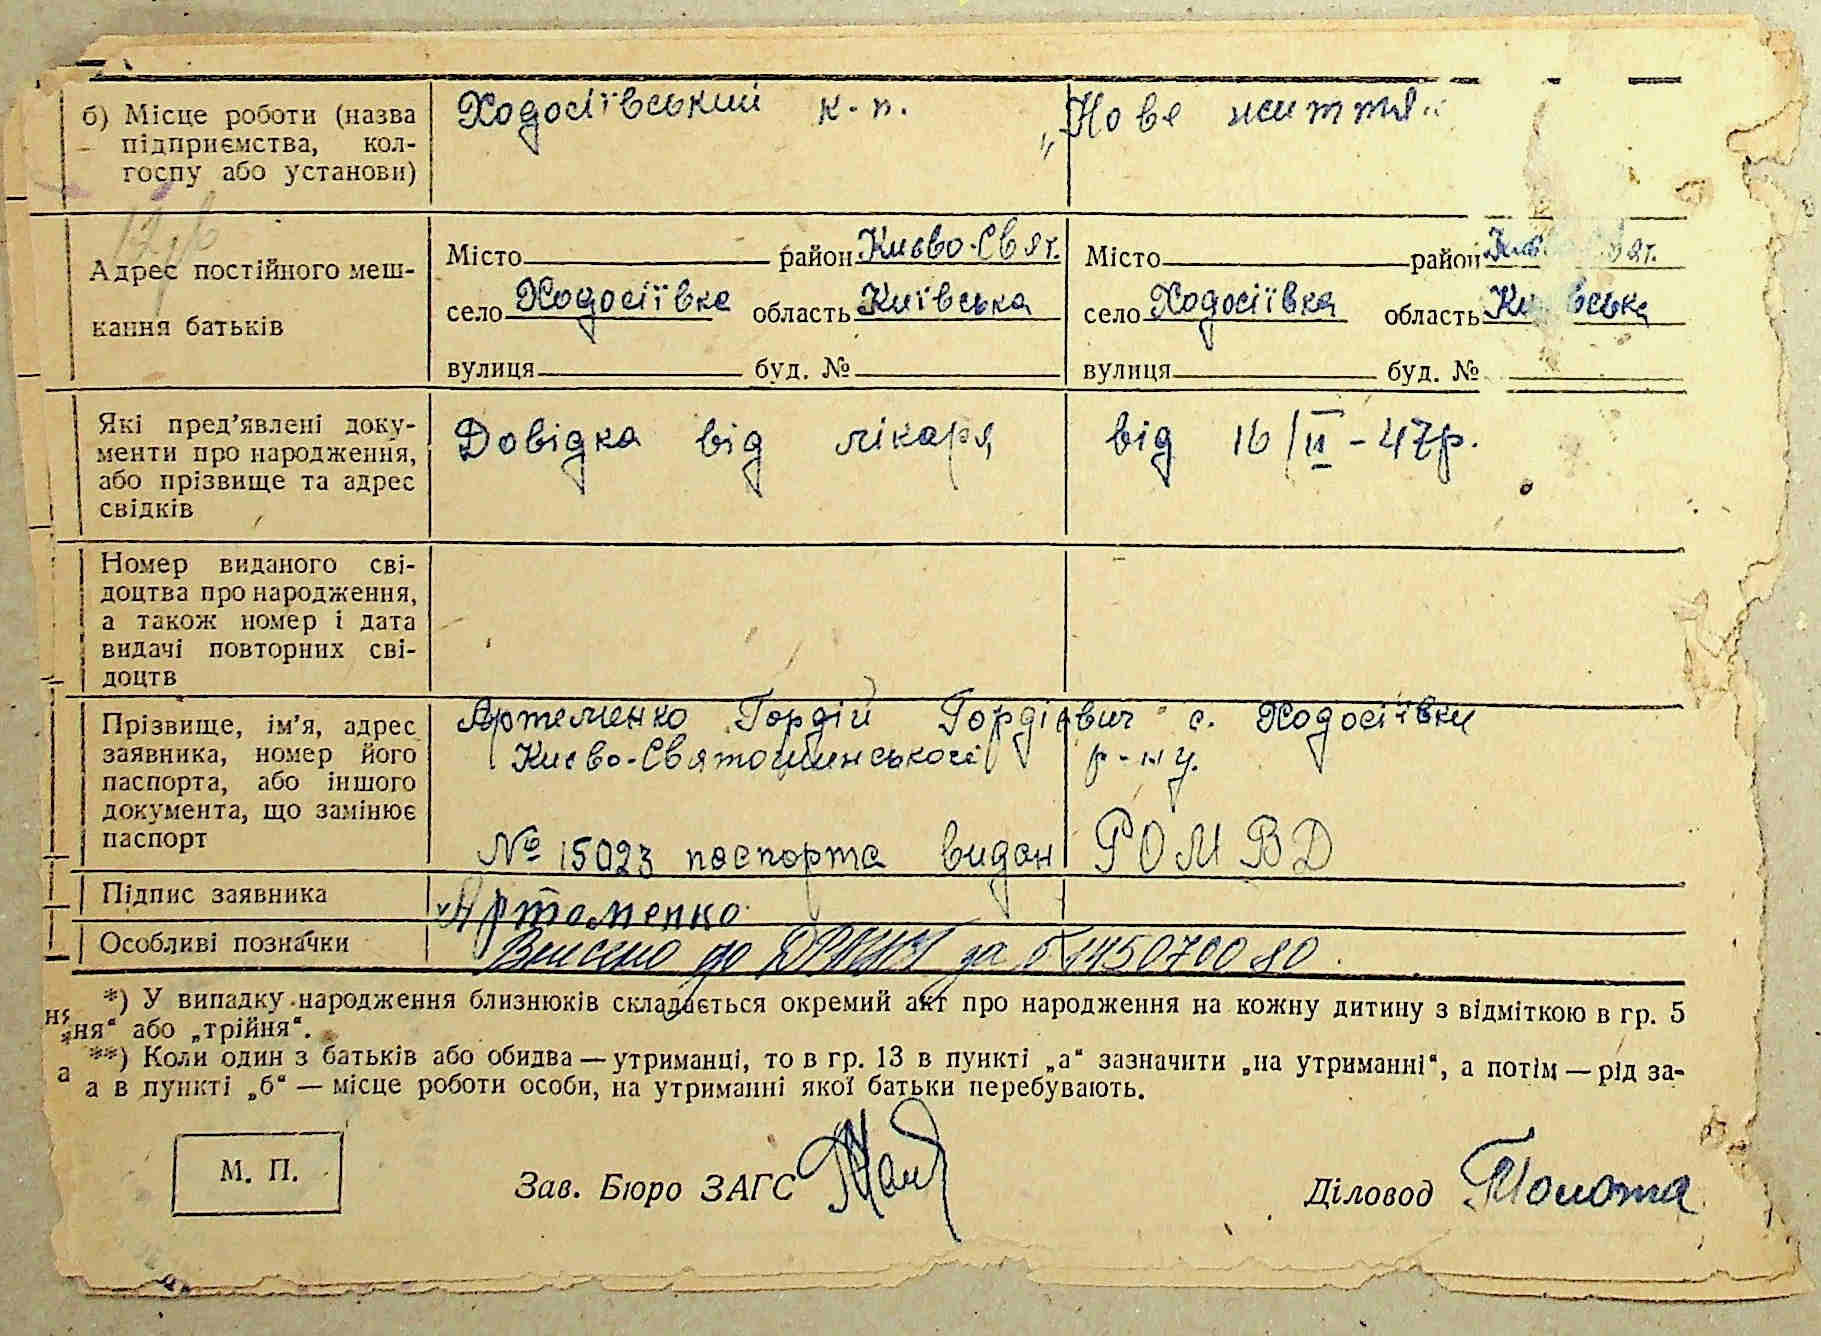 б) Місце роботи (назва
підприємства, кол-
госпу або установи)
Ходосіївський к-п. „Нове життя"
Адрес постійного меш-
кання батьків
Місто район Києво-Свят. Місто район
село Ходосіївка область Київська село Ходосіївка область Київська
вулиця буд. № вулиця буд. №
Які пред'явлені доку-
менти про народження,
або прізвище та адрес
свідків
Довідка від лікаря від 16/II-47р.
Номер виданого сві-
доцтва про народження,
а також номер і дата
видачі повторних сві-
доцтв
Прізвище, ім'я, адрес
заявника, номер його
паспорта, або іншого
документа, що замінює
паспорт
Артеменко Гордій Гордієвич с. Ходосіївки
Києво-Святошинського р-ну.
№ 15023 паспорта видан РОМВД
Підпис заявника Артеменко
Особливі позначки Внесено до за
*) У випадку народження близнюків складається окремий акт про народження на кожну дитину з відміткою в гр. 5
ня" або „трійня".
**) Коли один з батьків або обидва — утриманці, то в гр. 13 в пункті „а" зазначити „на утриманні", а потім — рід за-
а в пункті „б" — місце роботи особи, на утриманні якої батьки перебувають.
М. П.
Зав. Бюро ЗАГС Діловод